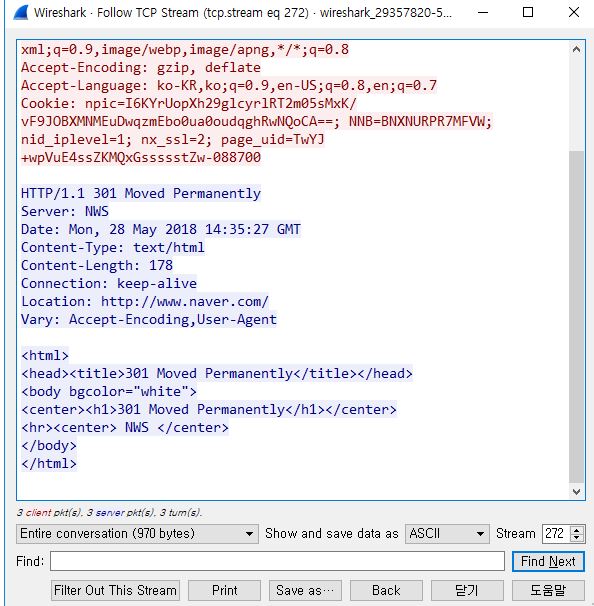 Wireshark · Follow TCP Stream (tcp.stream eq 272) · wireshark_29357820-5...
xml;q=0.9,image/webp,image/apng,*/*;q=0.8
Accept-Encoding: gzip, deflate
Accept-Language: ko-KR,ko;q=0.9,en-US;q=0.8,en;q=0.7
Cookie: npic=I6KYrUopXh29glcyrlRT2m05sMxK/
vF9JOBXMNMEuDwqzmEbo0ua0oudqghRwNQoCA==; NNB=BNXNURPR7MFVW;
nid_iplevel=1; nx_ssl=2; page_uid=TwYJ
+wpVuE4ssZKMQxGssssstZw-088700
HTTP/1.1 301 Moved Permanently
Server: NWS
Date: Mon, 28 May 2018 14:35:27 GMT
Content-Type: text/html
Content-Length: 178
Connection: keep-alive
Location: http://www.naver.com/
Vary: Accept-Encoding,User-Agent
<html>
<head><title>301 Moved Permanently</title></head>
<body bgcolor="white">
<center><h1>301 Moved Permanently</h1></center>
<hr><center> NWS </center>
</body>
</html>
3 client pkt(s), 3 server pkt(s), 3 turn(s).
Entire conversation (970 bytes) Show and save data as ASCII Stream 272
Find: Find Next
Filter Out This Stream Print Save as… Back 닫기 도움말